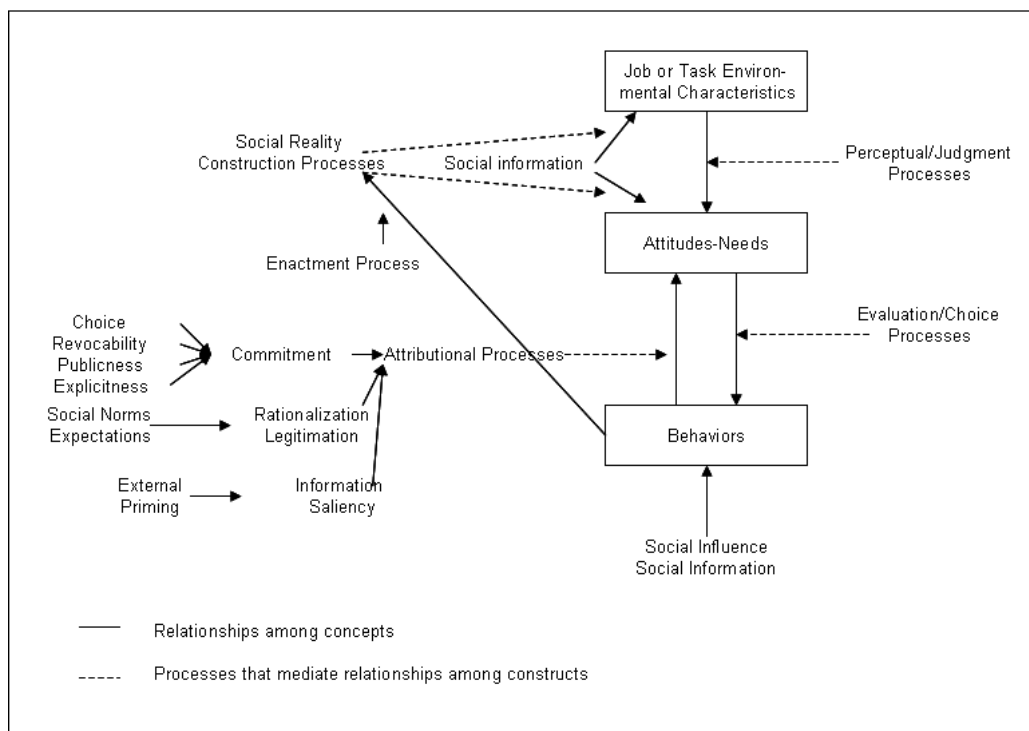 Job or Task Environ-
mental Characteristics
Social Reality
Construction Processes
Social information
Perceptual/Judgment
Processes
Attitudes-Needs
Enactment Process
Evaluation/Choice
Processes
Choice
Revocability
Publicness
Explicitness
Commitment
Attributional Processes
Social Norms
Expectations
Rationalization
Legitimation
Behaviors
External
Priming
Information
Saliency
Social Influence
Social Information
Relationships among concepts
Processes that mediate relationships among constructs